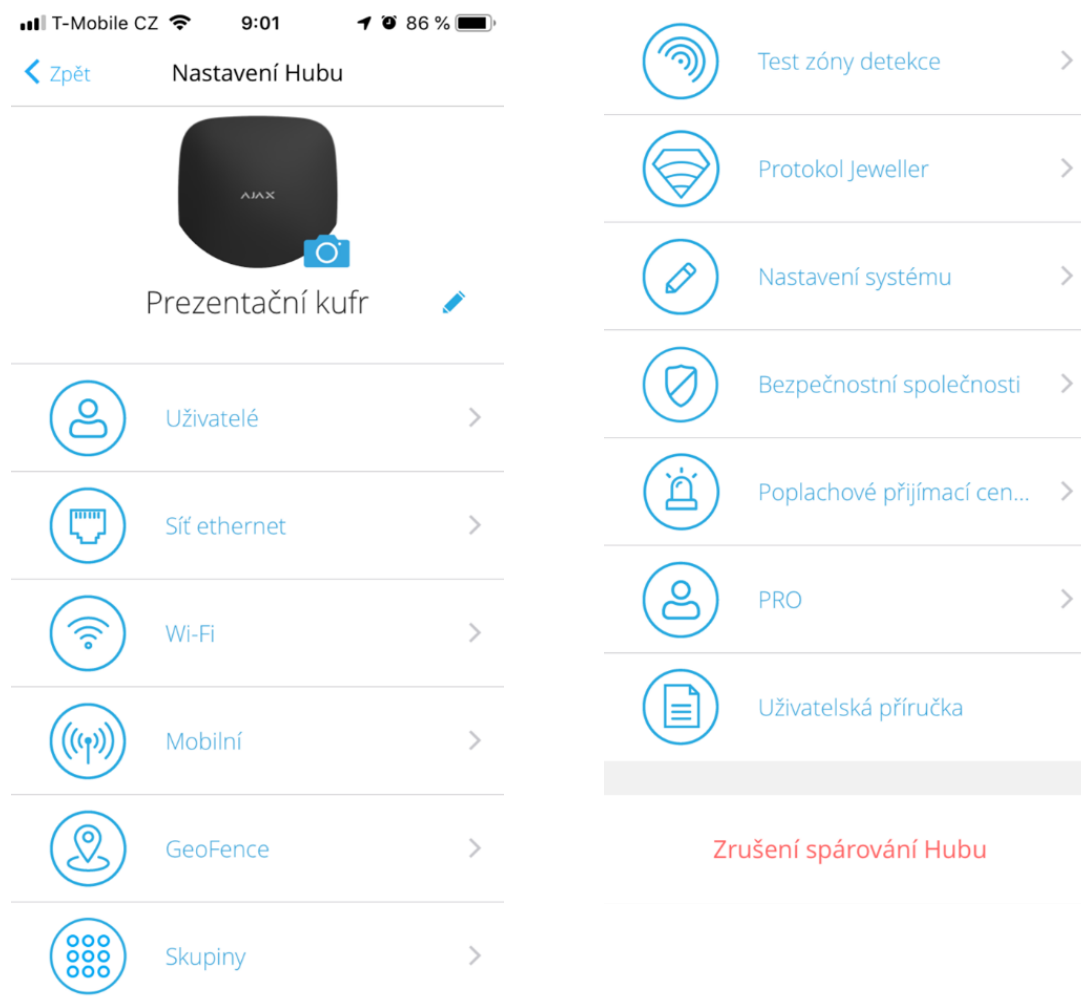 T-Mobile CZ 9:01 86 %
Zpět Nastavení Hubu
AJAX
Prezentační kufr
Uživatelé
Síť ethernet
Wi-Fi
Mobilní
GeoFence
Skupiny
Test zóny detekce
Protokol Jeweller
Nastavení systému
Bezpečnostní společnosti
Poplachové přijímací cen...
PRO
Uživatelská příručka
Zrušení spárování Hubu